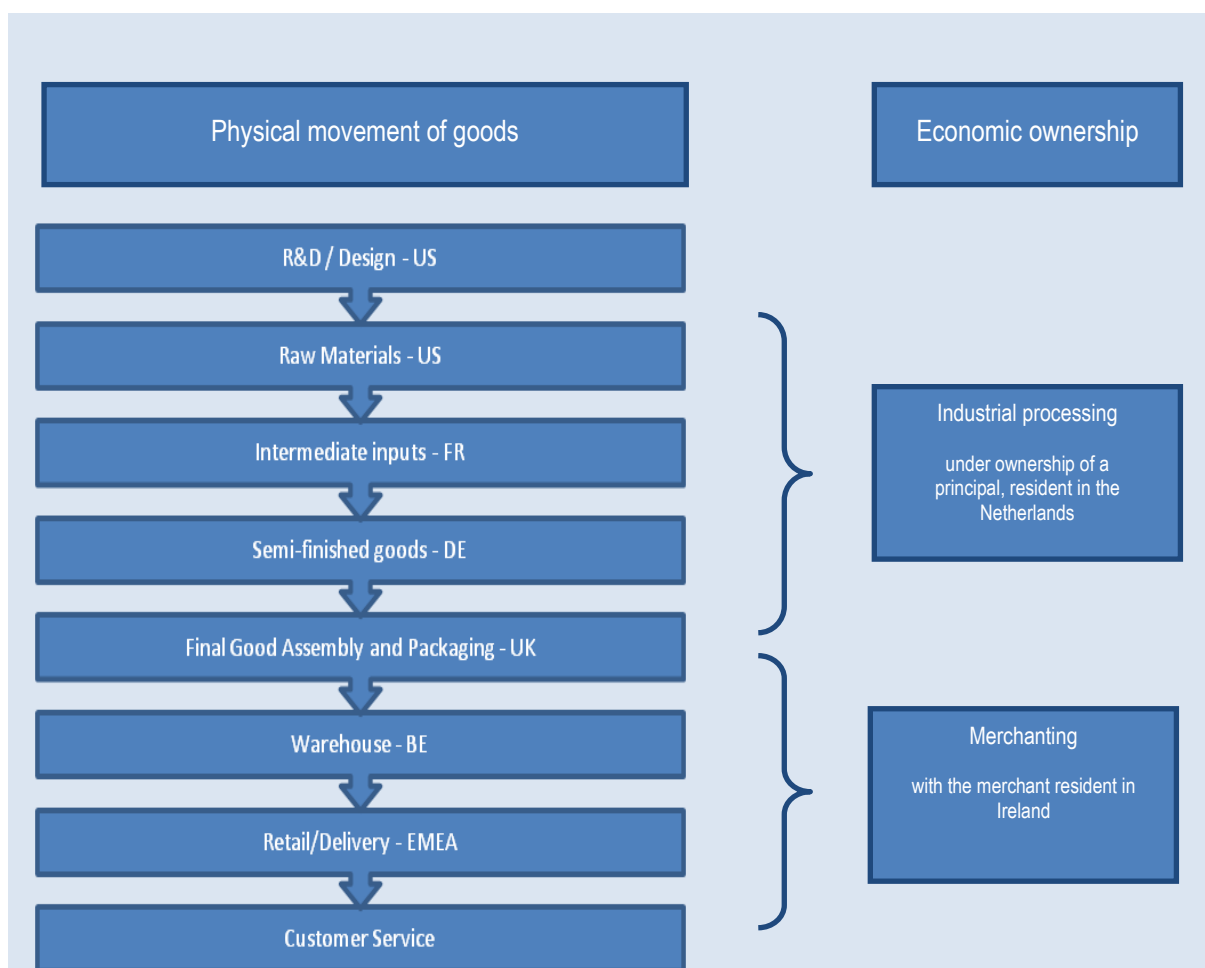 Physical movement of goods
Economic ownership
R&D / Design - US
Raw Materials - US
Intermediate inputs - FR
Semi-finished goods - DE
Final Good Assembly and Packaging - UK
Warehouse - BE
Retail/Delivery - EMEA
Customer Service
Industrial processing
under ownership of a
principal, resident in the
Netherlands
Merchanting
with the merchant resident in
Ireland